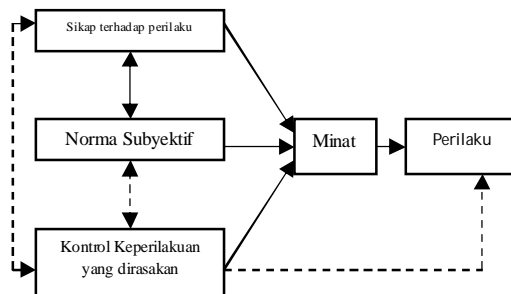 Sikap terhadap perilaku
Norma Subyektif
Minat
Perilaku
Kontrol Keperilakuan
yang dirasakan